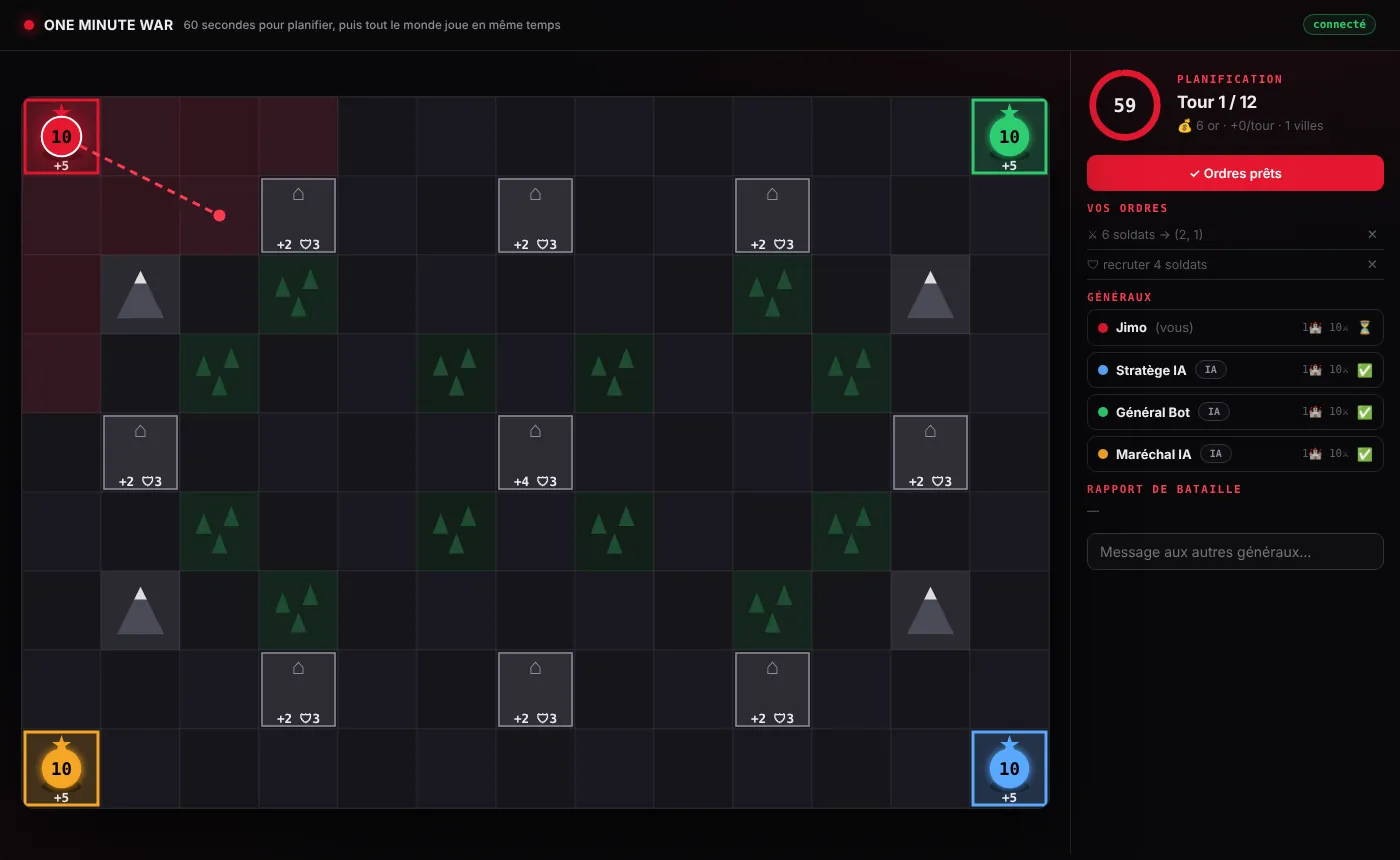 ONE MINUTE WAR 60 secondes pour planifier, puis tout le monde joue en même temps
connecté
10
+5
10
+5
+2 3
+2 3
+2 3
+2 3
+4 3
+2 3
+2 3
+2 3
+2 3
10
+5
10
+5
59
PLANIFICATION
Tour 1 / 12
💰 6 or · +0/tour · 1 villes
✓ Ordres prêts
VOS ORDRES
⚔ 6 soldats → (2, 1) ✕
🛡 recruter 4 soldats ✕
GÉNÉRAUX
Jimo (vous) 1🏰 10⚔ ⏳
Stratège IA IA 1🏰 10⚔ ✅
Général Bot IA 1🏰 10⚔ ✅
Maréchal IA IA 1🏰 10⚔ ✅
RAPPORT DE BATAILLE
—
Message aux autres généraux...